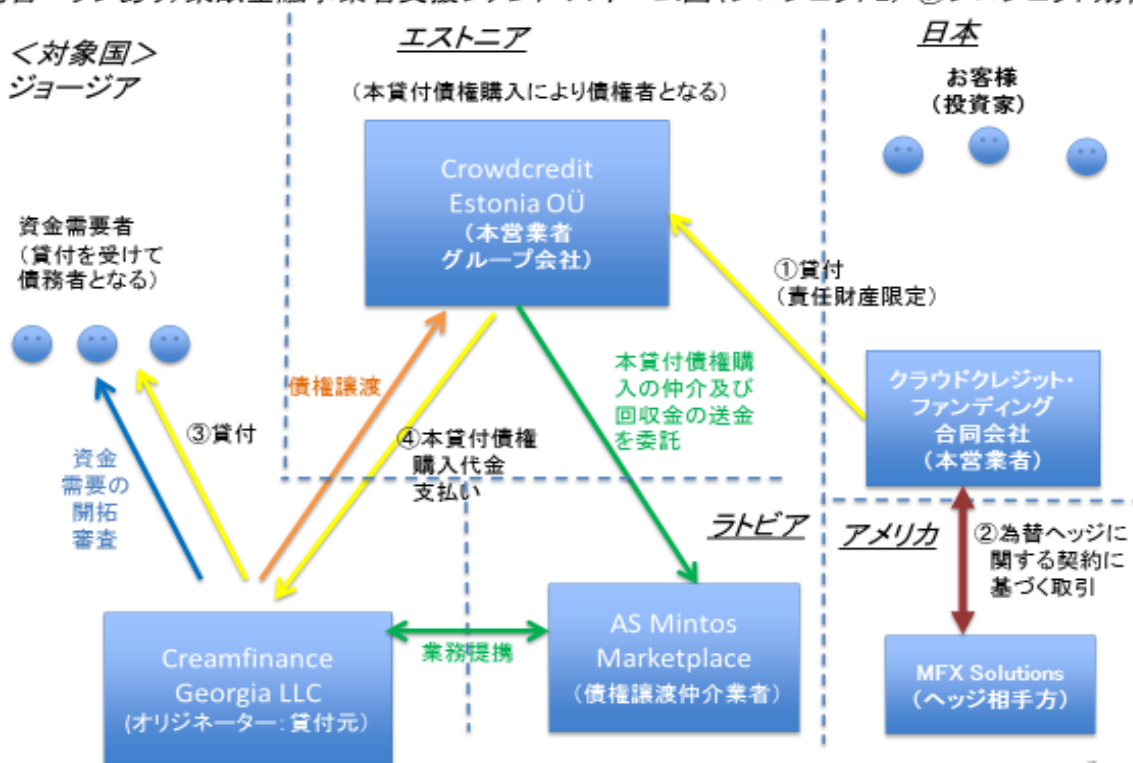 ＜対象国＞
ジョージア
エストニア
（本貸付債権購入により債権者となる）
日本
お客様
（投資家）
Crowdcredit
Estonia OÜ
（本営業者
グループ会社）
資金需要者
（貸付を受けて
債務者となる）
①貸付
（責任財産限定）
債権譲渡
本貸付債権購
入の仲介及び
回収金の送金
を委託
クラウドクレジット・
ファンディング
合同会社
（本営業者）
③貸付
④本貸付債権
購入代金
支払い
資金
需要の
開拓
審査
ラトビア
アメリカ
②為替ヘッジに
関する契約に
基づく取引
Creamfinance
Georgia LLC
(オリジネーター：貸付元）
業務提携
AS Mintos
Marketplace
（債権譲渡仲介業者）
MFX Solutions
（ヘッジ相手方）